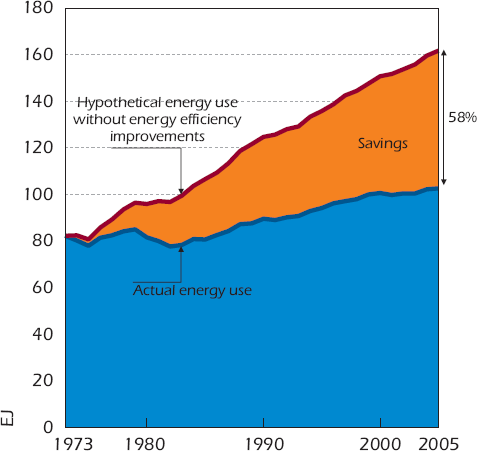 180
160
140
Hypothetical energy use
without energy efficiency
improvements
58%
120
Savings
100
80
60
Actual energy use
40
20
EJ
0
1973
1980
1990
2000
2005